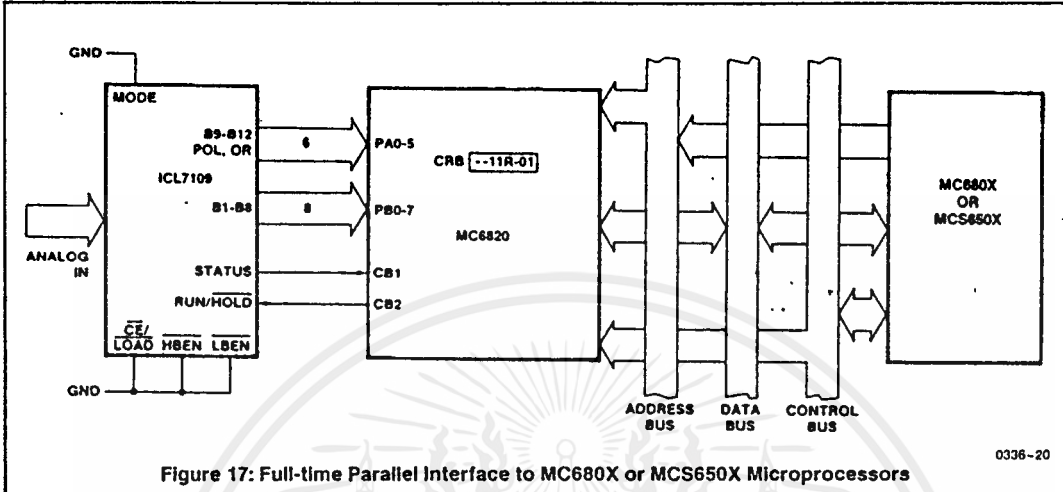 GND
MODE
B9-B12
POL, OR
6
PA0-5
ICL7109
B1-B8
8
PB0-7
CRB --11R-01
MC6820
MC680X
OR
MCS650X
ANALOG
IN
STATUS
CB1
RUN/HOLD
CB2
CE/
LOAD HBEN LBEN
GND
ADDRESS
BUS
DATA
BUS
CONTROL
BUS
0336-20
Figure 17: Full-time Parallel Interface to MC680X or MCS650X Microprocessors